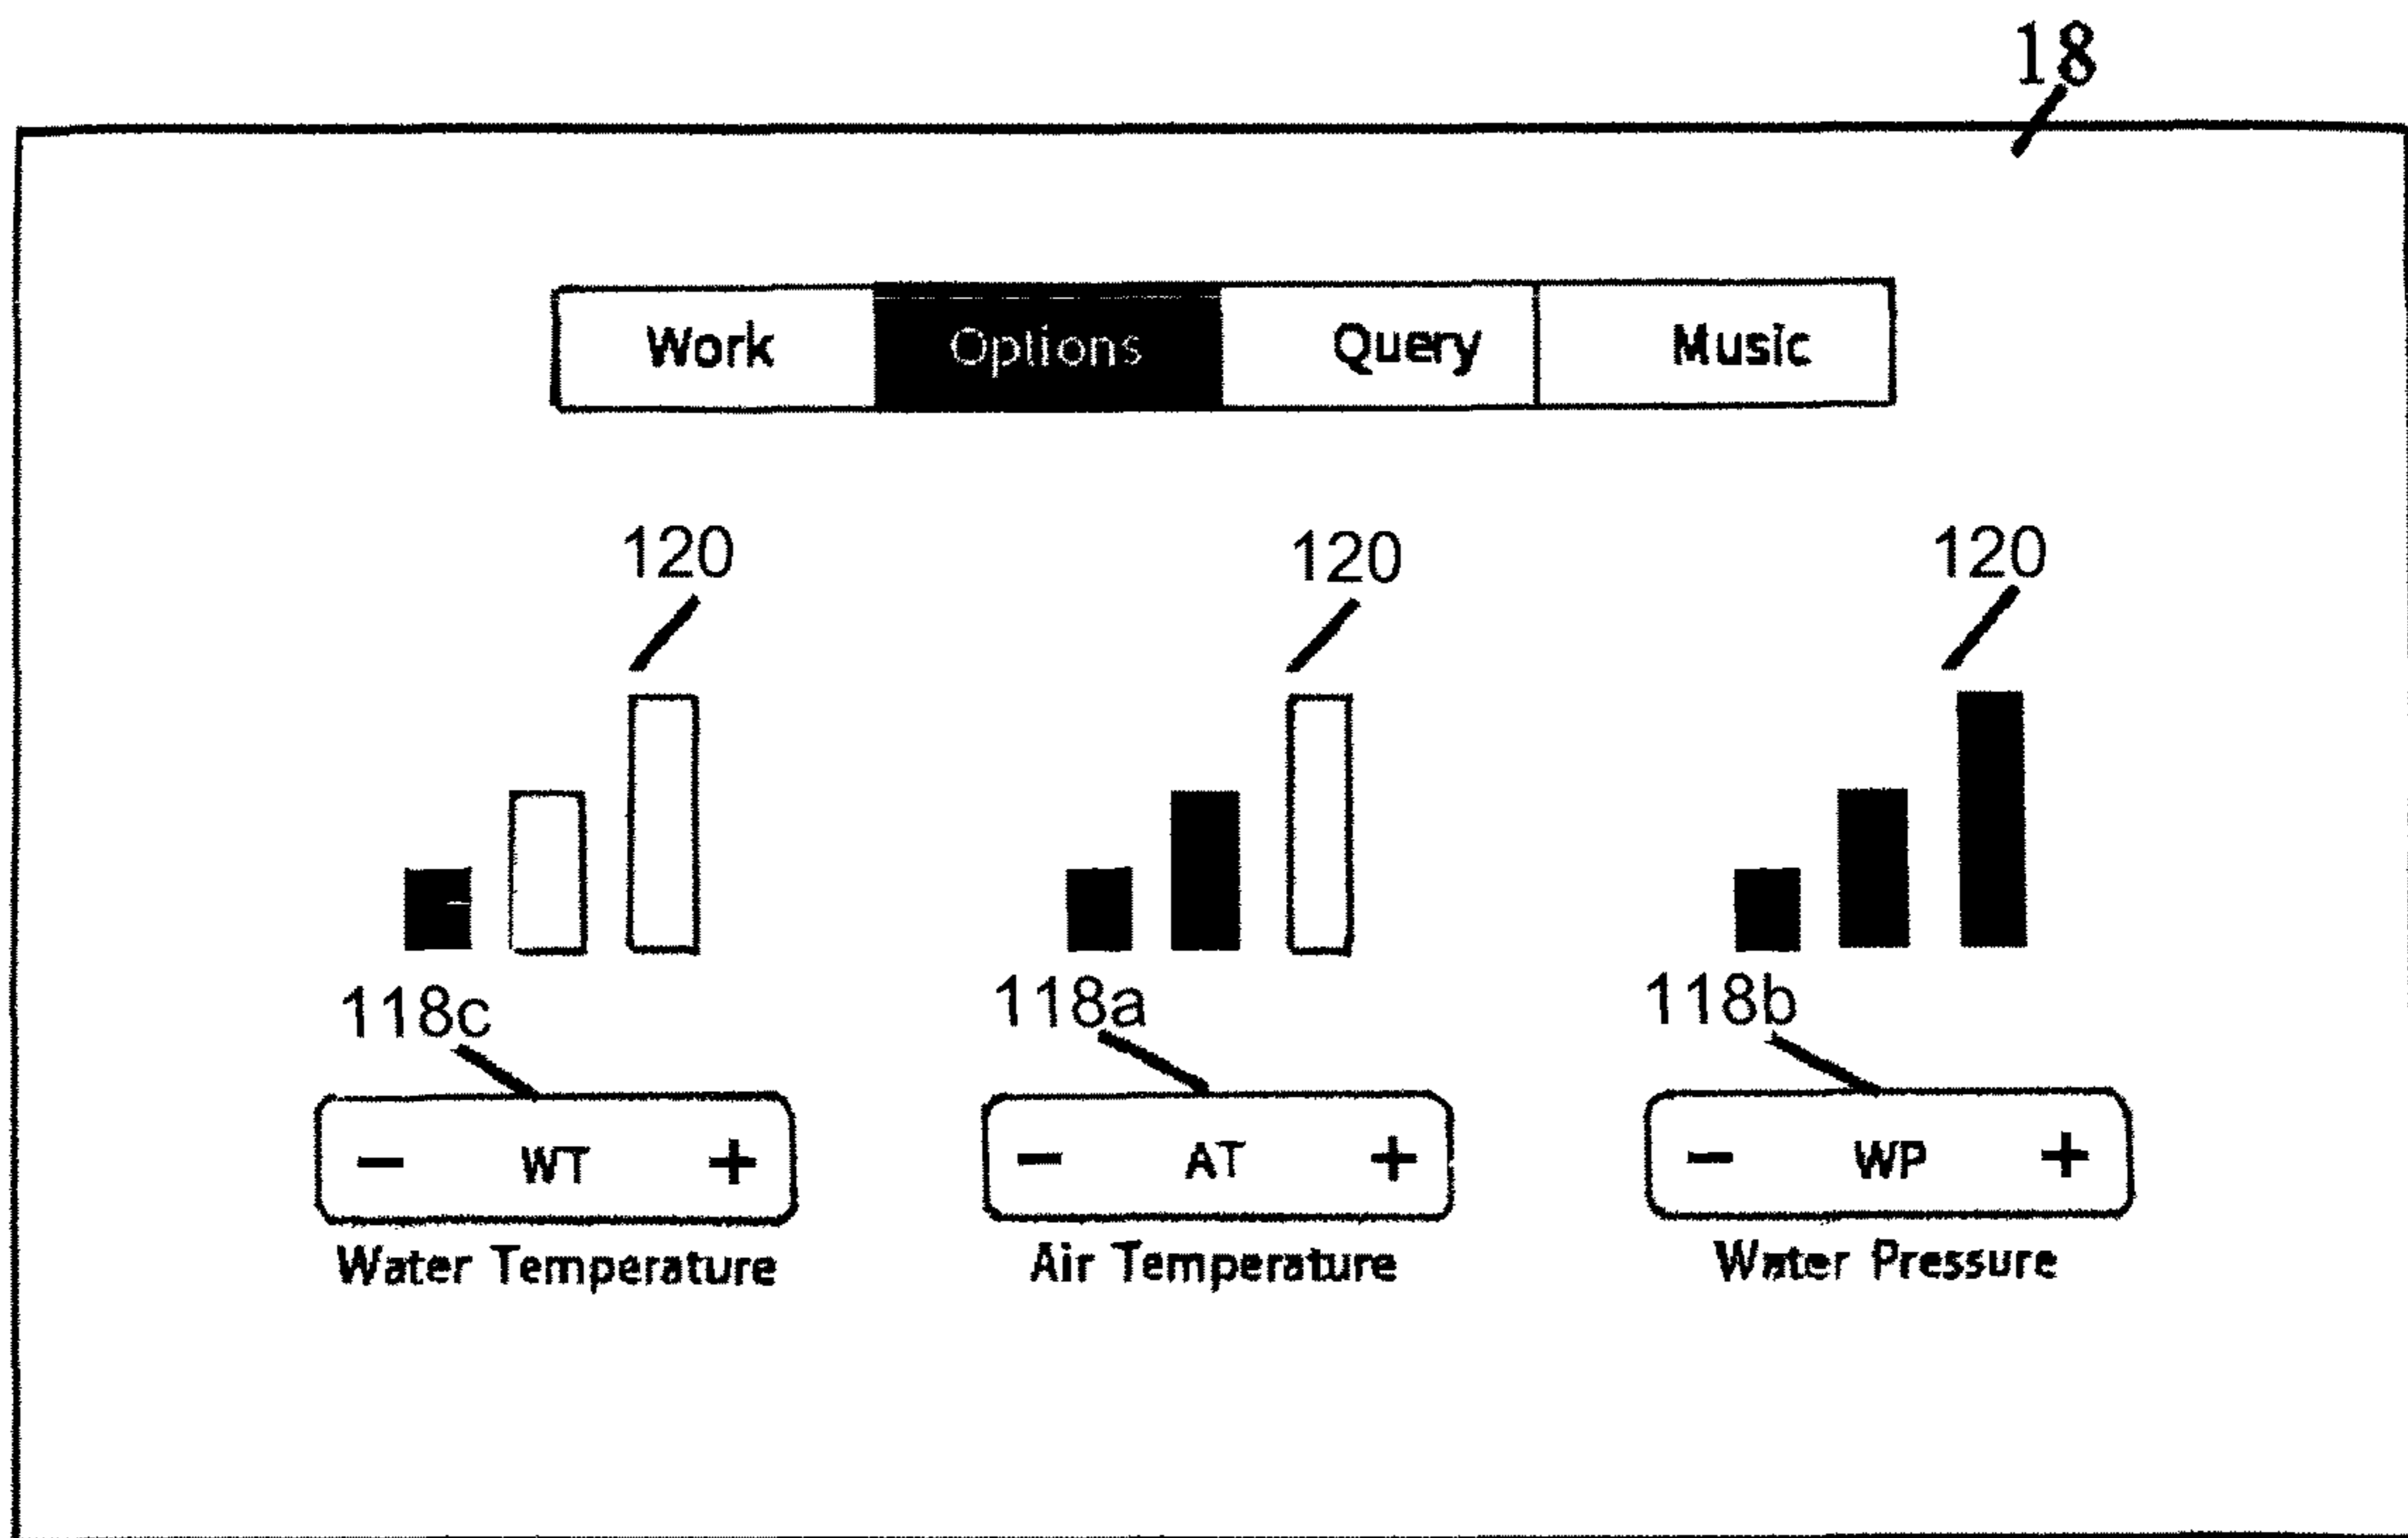 18
Work Options Query Music
120 120 120
118c 118a 118b
− WT + − AT + − WP +
Water Temperature Air Temperature Water Pressure